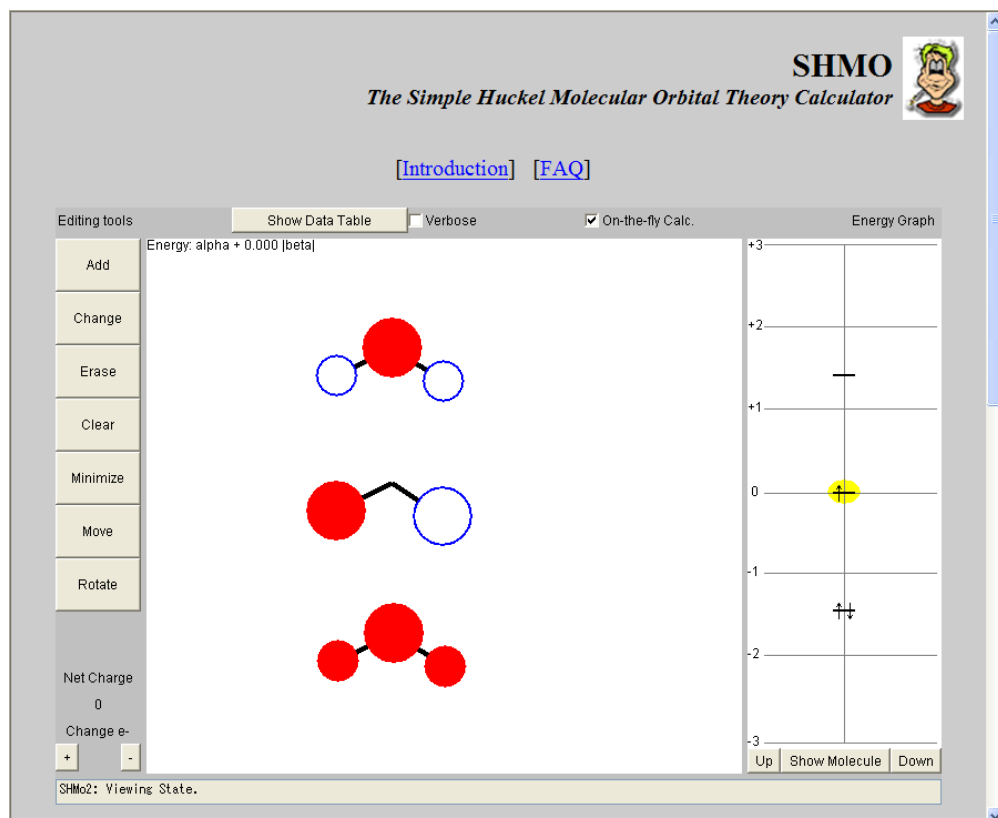 SHMO
The Simple Huckel Molecular Orbital Theory Calculator
[Introduction] [FAQ]
Editing tools
Show Data Table
Verbose
On-the-fly Calc.
Energy Graph
Energy: alpha + 0.000 |beta|
Add
Change
Erase
Clear
Minimize
Move
Rotate
Net Charge
0
Change e-
+
-
+3
+2
+1
0
-1
-2
-3
Up
Show Molecule
Down
SHMo2: Viewing State.